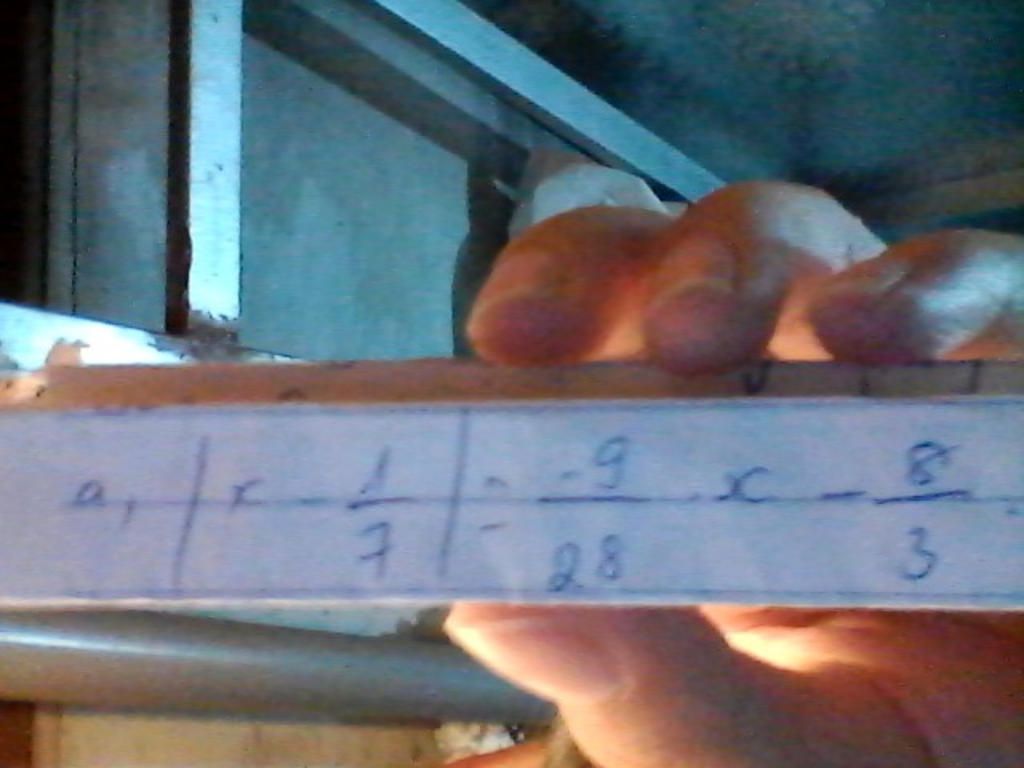 a, | x - 1/7 | = -9/28 . x - 8/3 .